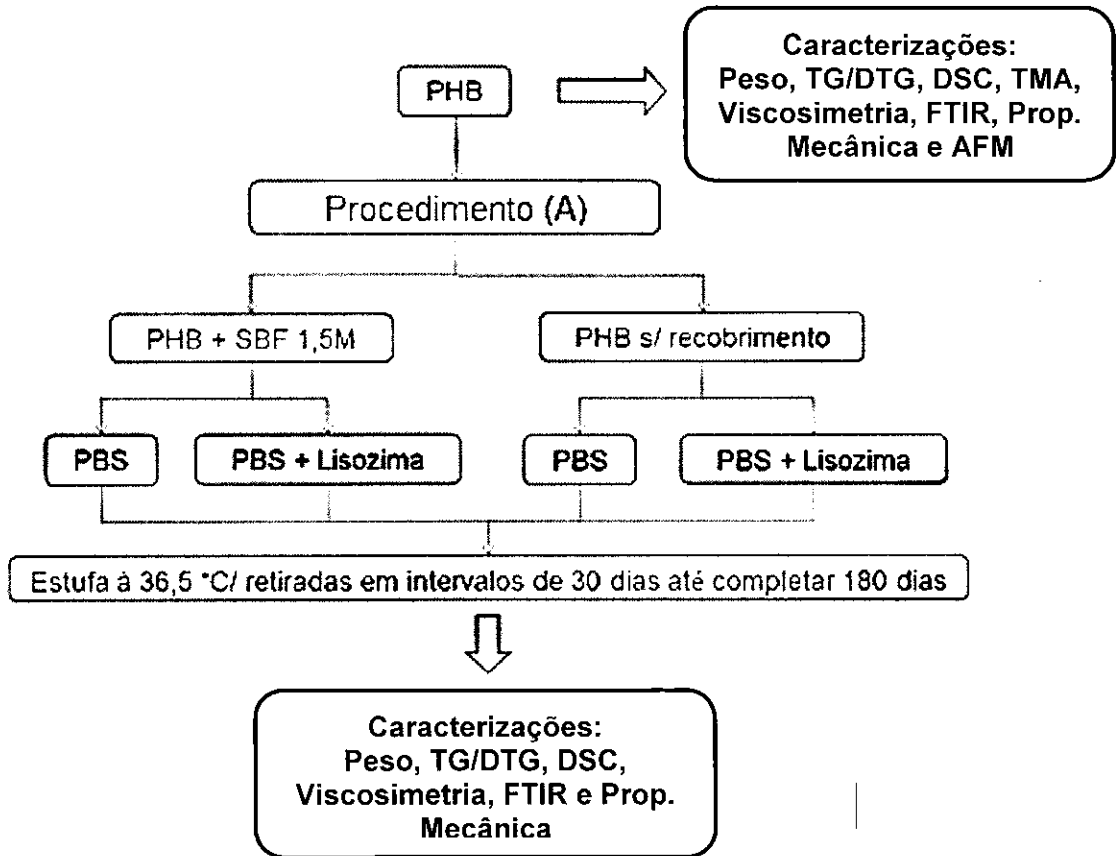 PHB
Caracterizações:
Peso, TG/DTG, DSC, TMA,
Viscosimetria, FTIR, Prop.
Mecânica e AFM
Procedimento (A)
PHB + SBF 1,5M
PHB s/ recobrimento
PBS
PBS + Lisozima
PBS
PBS + Lisozima
Estufa à 36,5 °C/ retiradas em intervalos de 30 dias até completar 180 dias
Caracterizações:
Peso, TG/DTG, DSC,
Viscosimetria, FTIR e Prop.
Mecânica